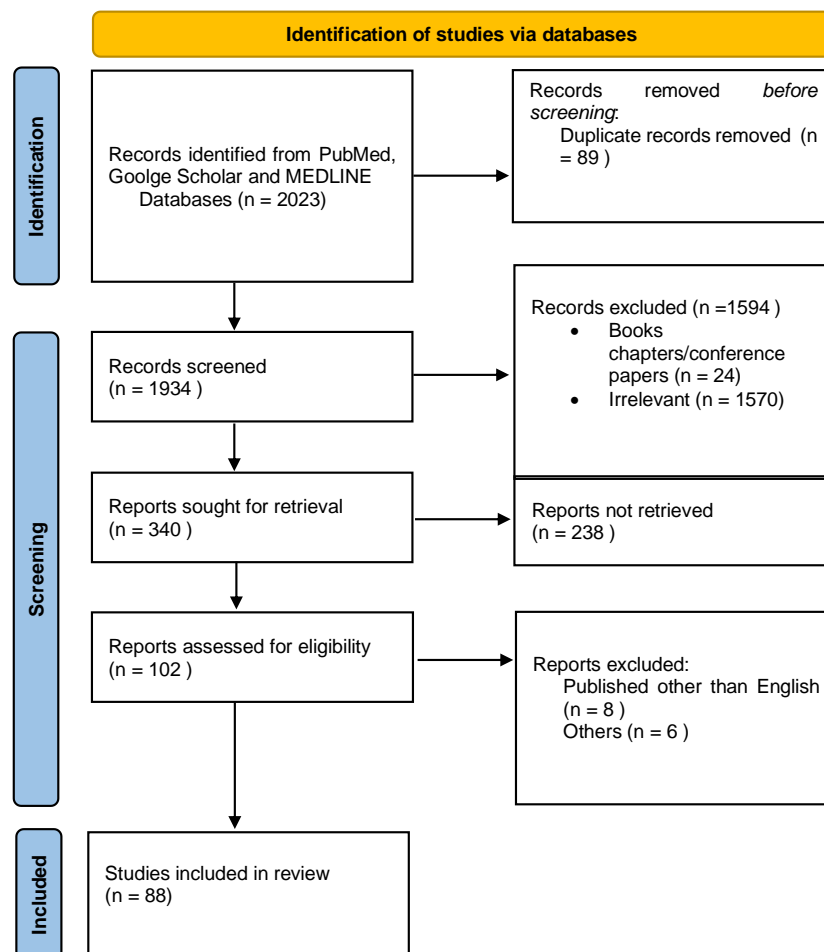 Identification of studies via databases
Identification
Records identified from PubMed,
Goolge Scholar and MEDLINE
Databases (n = 2023)
Records removed before
screening:
Duplicate records removed (n
= 89 )
Screening
Records screened
(n = 1934 )
Records excluded (n =1594 )
• Books
chapters/conference
papers (n = 24)
• Irrelevant (n = 1570)
Reports sought for retrieval
(n = 340 )
Reports not retrieved
(n = 238 )
Reports assessed for eligibility
(n = 102 )
Reports excluded:
Published other than English
(n = 8 )
Others (n = 6 )
Included
Studies included in review
(n = 88)